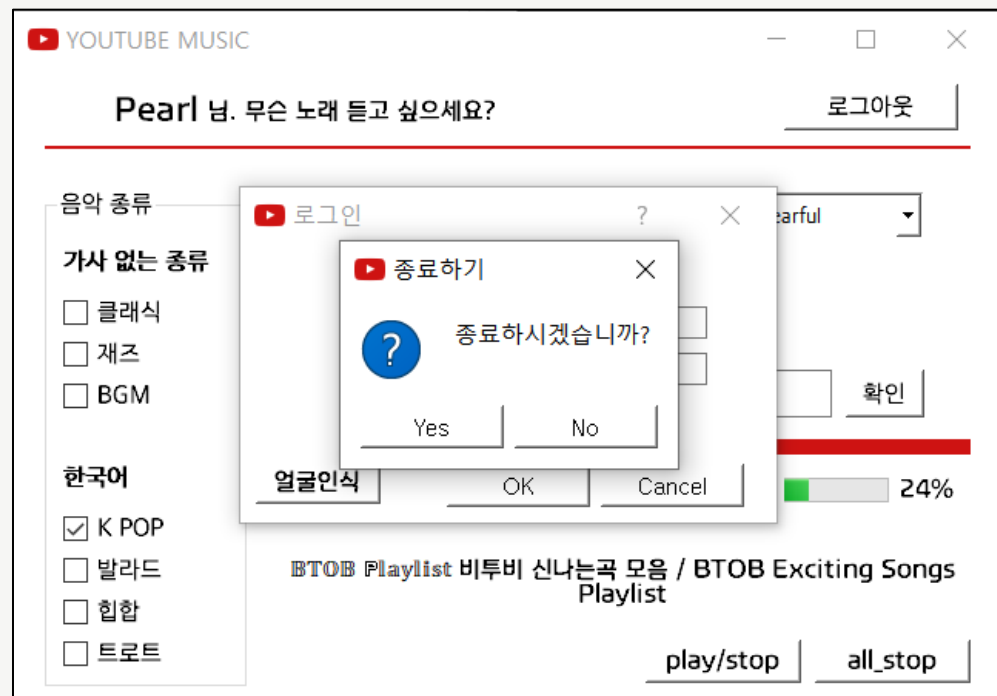 YOUTUBE MUSIC
Pearl 님. 무슨 노래 듣고 싶으세요?
로그아웃
음악 종류
가사 없는 종류
클래식
재즈
BGM
한국어
K POP
발라드
힙합
트로트
로그인
?
종료하기
?
종료하시겠습니까?
Yes
No
얼굴인식
OK
Cancel
earful
확인
24%
𝔹𝕋𝕆𝔹 ℙ𝕝𝕒𝕪𝕝𝕚𝕤𝕥 비투비 신나는곡 모음 / BTOB Exciting Songs
Playlist
play/stop
all_stop